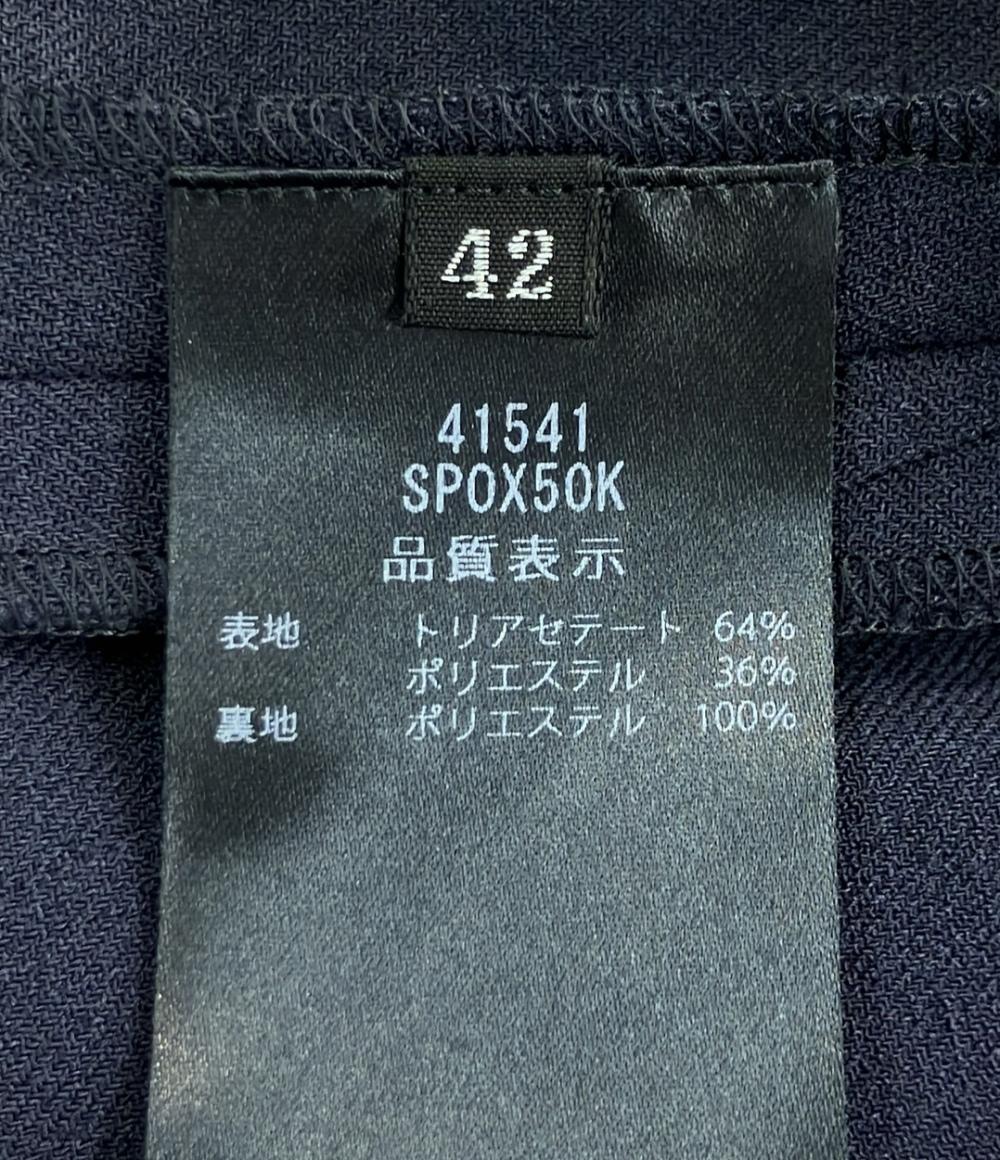 42
41541
SPOX50K
品質表示
表地 トリアセテート 64%
ポリエステル 36%
裏地 ポリエステル 100%